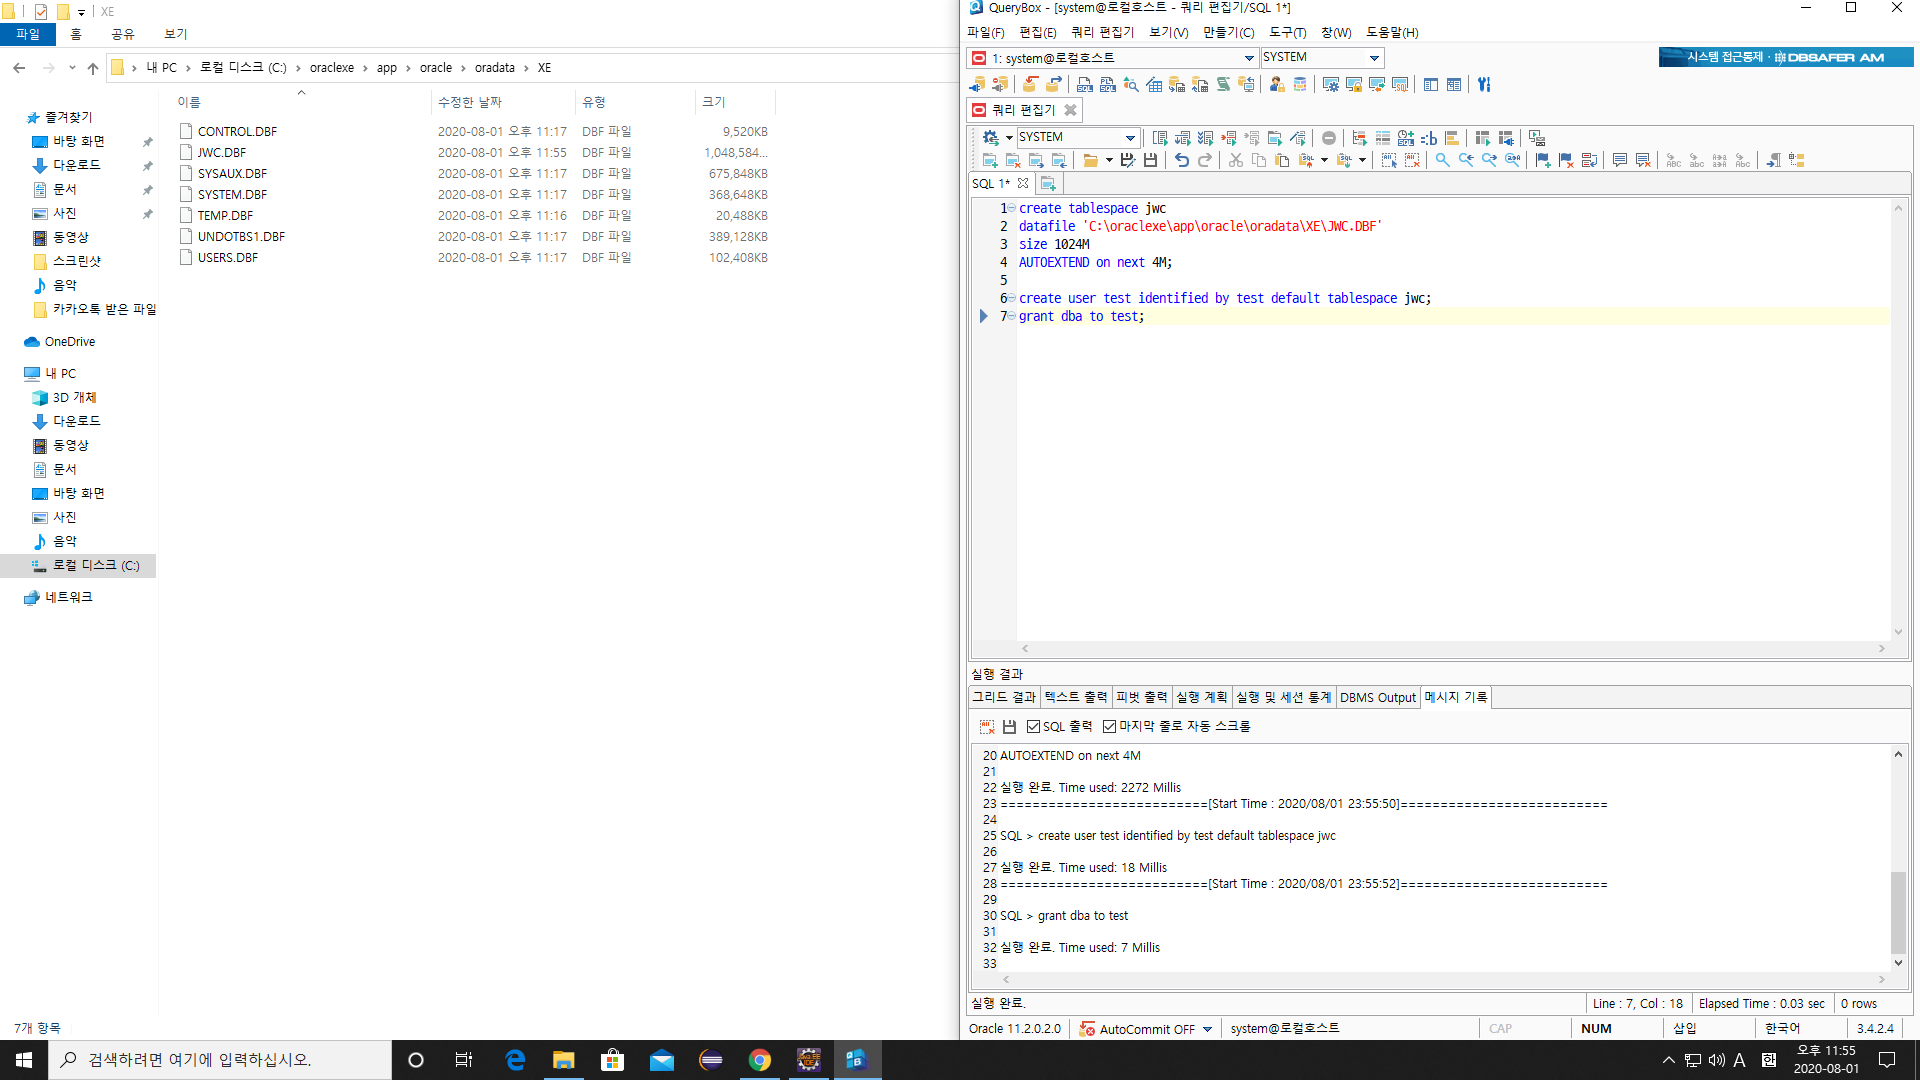 XE
파일 홈 공유 보기
내 PC 로컬 디스크 (C:) oraclexe app oracle oradata XE
즐겨찾기
바탕 화면
다운로드
문서
사진
동영상
스크린샷
음악
카카오톡 받은 파일
OneDrive
내 PC
3D 개체
다운로드
동영상
문서
바탕 화면
사진
음악
로컬 디스크 (C:)
네트워크
이름 수정한 날짜 유형 크기
CONTROL.DBF 2020-08-01 오후 11:17 DBF 파일 9,520KB
JWC.DBF 2020-08-01 오후 11:55 DBF 파일 1,048,584...
SYSAUX.DBF 2020-08-01 오후 11:17 DBF 파일 675,848KB
SYSTEM.DBF 2020-08-01 오후 11:17 DBF 파일 368,648KB
TEMP.DBF 2020-08-01 오후 11:16 DBF 파일 20,488KB
UNDOTBS1.DBF 2020-08-01 오후 11:17 DBF 파일 389,128KB
USERS.DBF 2020-08-01 오후 11:17 DBF 파일 102,408KB
7개 항목
QueryBox - [system@로컬호스트 - 쿼리 편집기/SQL 1*]
파일(F) 편집(E) 쿼리 편집기 보기(V) 만들기(C) 도구(T) 창(W) 도움말(H)
1: system@로컬호스트 SYSTEM
시스템 접근통제 · DBSAFER AM
쿼리 편집기
SYSTEM
SQL 1*
1 create tablespace jwc
2 datafile 'C:\oraclexe\app\oracle\oradata\XE\JWC.DBF'
3 size 1024M
4 AUTOEXTEND on next 4M;
5
6 create user test identified by test default tablespace jwc;
7 grant dba to test;
실행 결과
그리드 결과 텍스트 출력 피벗 출력 실행 계획 실행 및 세션 통계 DBMS Output 메시지 기록
SQL 출력 마지막 줄로 자동 스크롤
20 AUTOEXTEND on next 4M
21
22 실행 완료. Time used: 2272 Millis
23 ==========================[Start Time : 2020/08/01 23:55:50]==========================
24
25 SQL > create user test identified by test default tablespace jwc
26
27 실행 완료. Time used: 18 Millis
28 ==========================[Start Time : 2020/08/01 23:55:52]==========================
29
30 SQL > grant dba to test
31
32 실행 완료. Time used: 7 Millis
33
실행 완료. Line : 7, Col : 18 Elapsed Time : 0.03 sec 0 rows
Oracle 11.2.0.2.0 AutoCommit OFF system@로컬호스트 CAP NUM 삽입 한국어 3.4.2.4
검색하려면 여기에 입력하십시오.
A 한 오후 11:55
2020-08-01